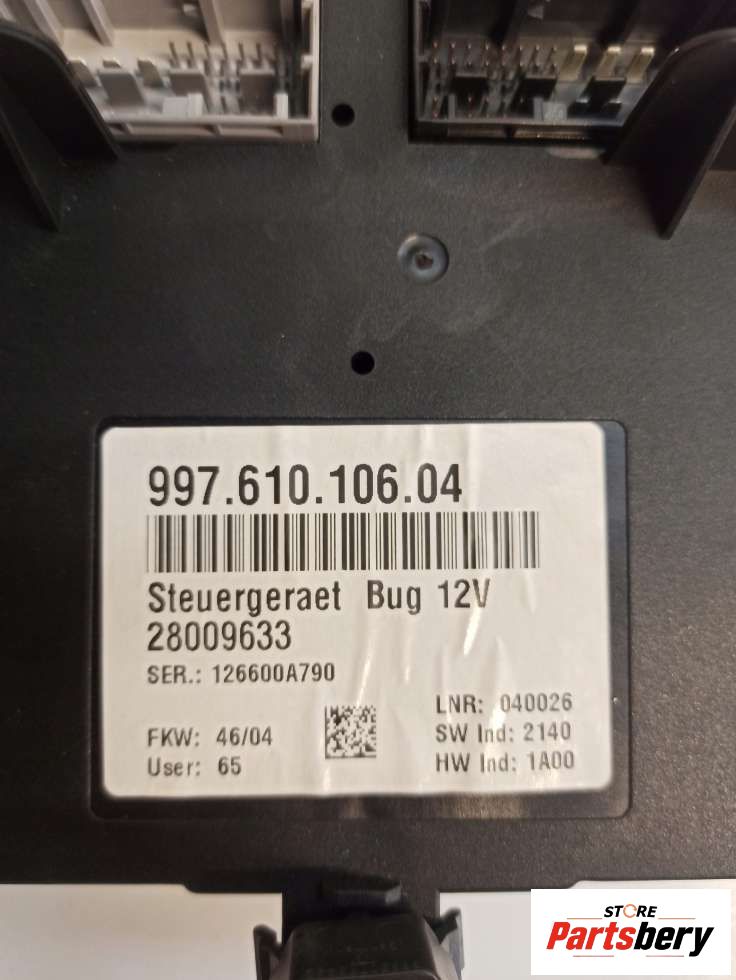 997.610.106.04
Steuergeraet Bug 12V
28009633
SER.: 126600A790
LNR: 040026
FKW: 46/04
SW Ind: 2140
User: 65
HW Ind: 1A00
STORE
Partsbery